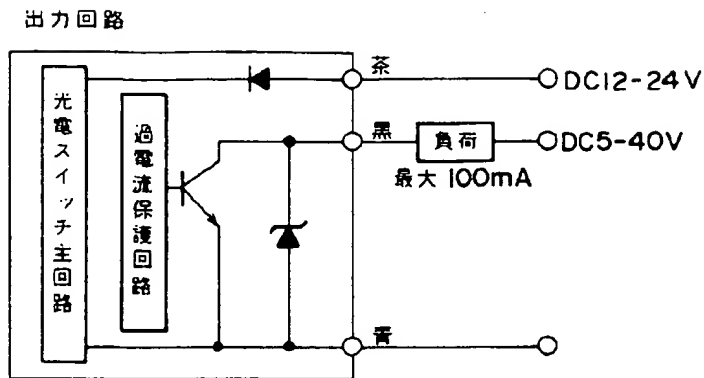 出力回路
茶
DC12-24V
光電スイッチ主回路
過電流保護回路
黒
負荷
DC5-40V
最大 100mA
青